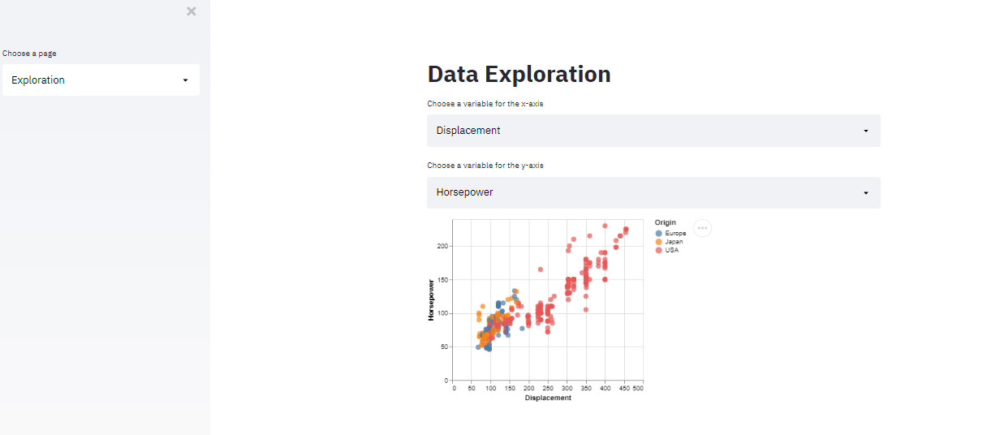 Choose a page
Exploration
Data Exploration
Choose a variable for the x-axis
Displacement
Choose a variable for the y-axis
Horsepower
Origin
Europe
Japan
USA
200
150
100
50
0
Horsepower
0 50 100 150 200 250 300 350 400 450 500
Displacement